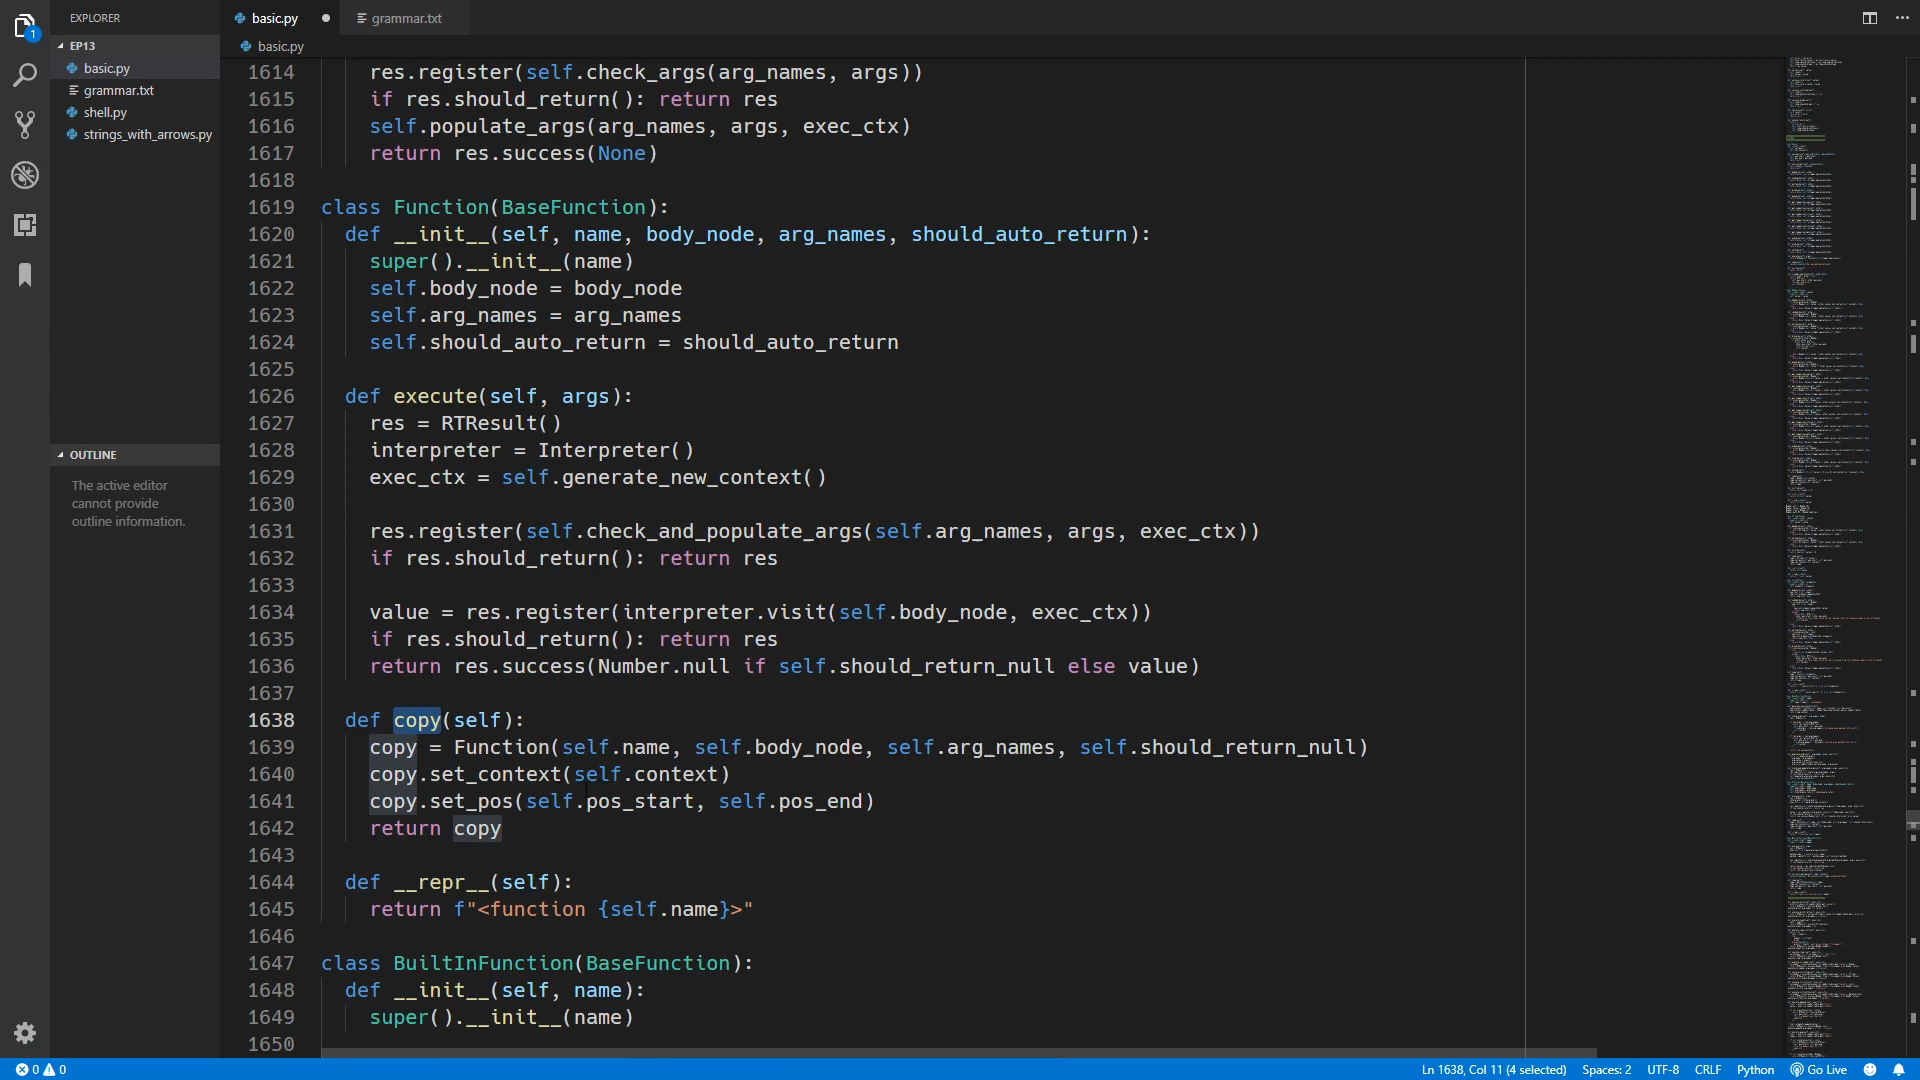 EXPLORER
basic.py
grammar.txt
1
EP13
basic.py
grammar.txt
shell.py
strings_with_arrows.py
OUTLINE
The active editor
cannot provide
outline information.
basic.py
1614 res.register(self.check_args(arg_names, args))
1615 if res.should_return(): return res
1616 self.populate_args(arg_names, args, exec_ctx)
1617 return res.success(None)
1618
1619 class Function(BaseFunction):
1620 def __init__(self, name, body_node, arg_names, should_auto_return):
1621 super().__init__(name)
1622 self.body_node = body_node
1623 self.arg_names = arg_names
1624 self.should_auto_return = should_auto_return
1625
1626 def execute(self, args):
1627 res = RTResult()
1628 interpreter = Interpreter()
1629 exec_ctx = self.generate_new_context()
1630
1631 res.register(self.check_and_populate_args(self.arg_names, args, exec_ctx))
1632 if res.should_return(): return res
1633
1634 value = res.register(interpreter.visit(self.body_node, exec_ctx))
1635 if res.should_return(): return res
1636 return res.success(Number.null if self.should_return_null else value)
1637
1638 def copy(self):
1639 copy = Function(self.name, self.body_node, self.arg_names, self.should_return_null)
1640 copy.set_context(self.context)
1641 copy.set_pos(self.pos_start, self.pos_end)
1642 return copy
1643
1644 def __repr__(self):
1645 return f"<function {self.name}>"
1646
1647 class BuiltInFunction(BaseFunction):
1648 def __init__(self, name):
1649 super().__init__(name)
1650
0 0
Ln 1638, Col 11 (4 selected) Spaces: 2 UTF-8 CRLF Python Go Live